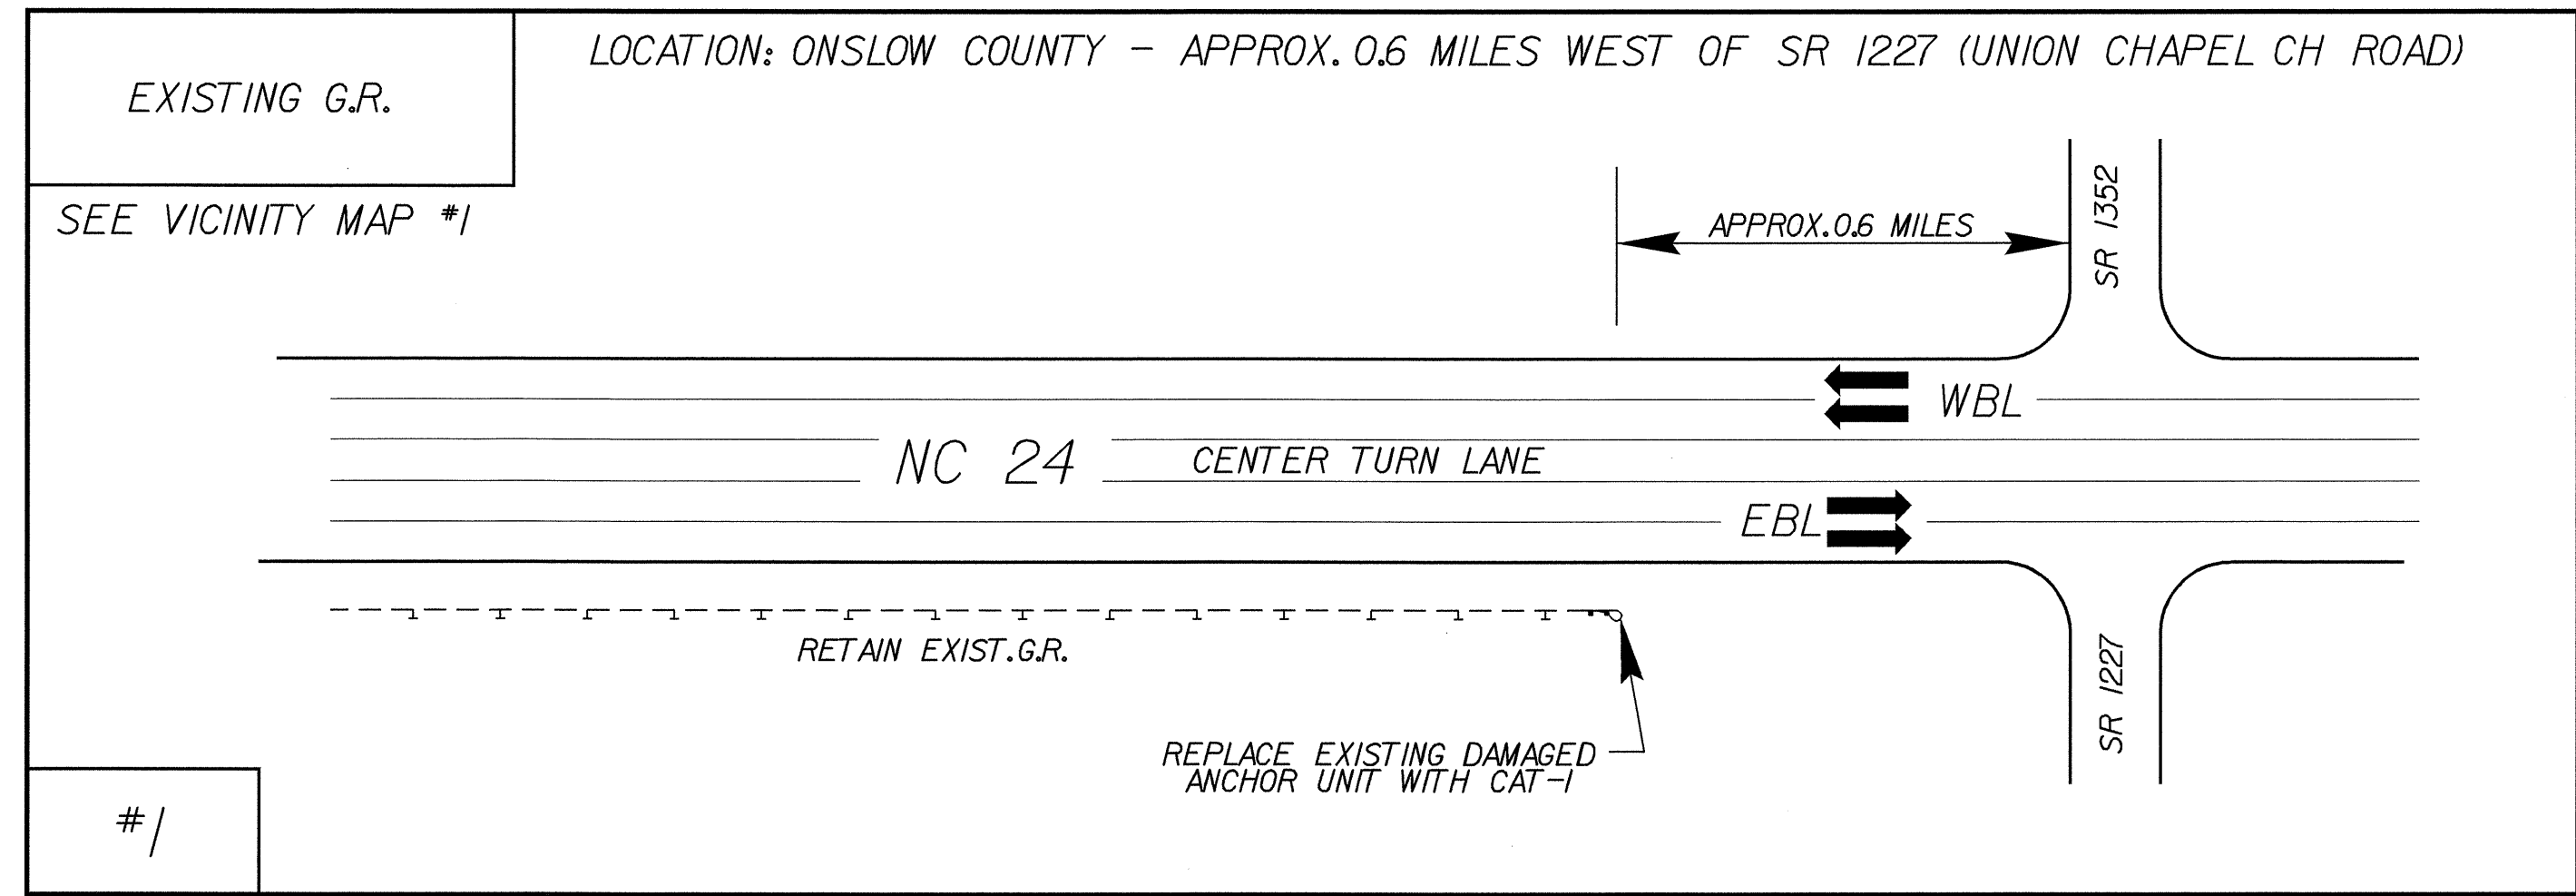 LOCATION: ONSLOW COUNTY - APPROX. 0.6 MILES WEST OF SR 1227 (UNION CHAPEL CH ROAD)
EXISTING G.R.
SEE VICINITY MAP #1
APPROX. 0.6 MILES
SR 1352
WBL
NC 24
CENTER TURN LANE
EBL
RETAIN EXIST. G.R.
SR 1227
REPLACE EXISTING DAMAGED
ANCHOR UNIT WITH CAT-1
#1